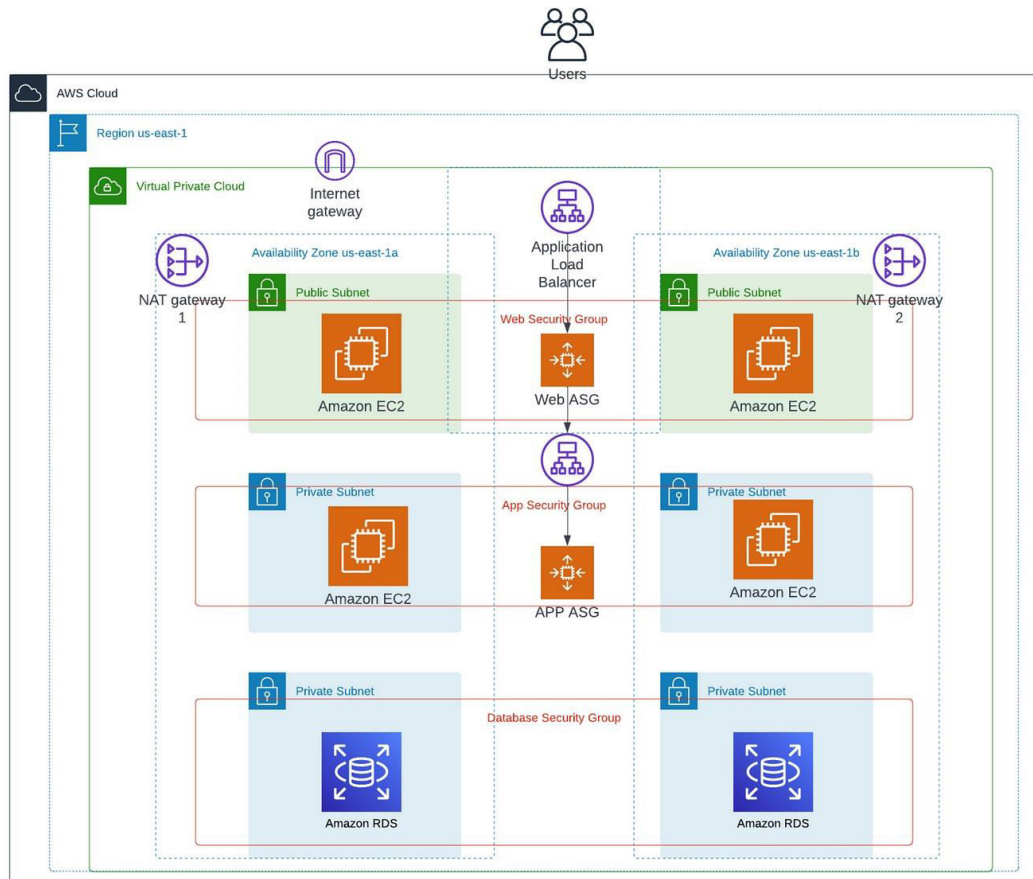 Users
AWS Cloud
Region us-east-1
Virtual Private Cloud
Internet
gateway
Application
Load
Balancer
Availability Zone us-east-1a
Availability Zone us-east-1b
NAT gateway
1
Public Subnet
Public Subnet
NAT gateway
2
Web Security Group
Amazon EC2
Web ASG
Amazon EC2
Private Subnet
Private Subnet
App Security Group
Amazon EC2
APP ASG
Amazon EC2
Private Subnet
Private Subnet
Database Security Group
Amazon RDS
Amazon RDS